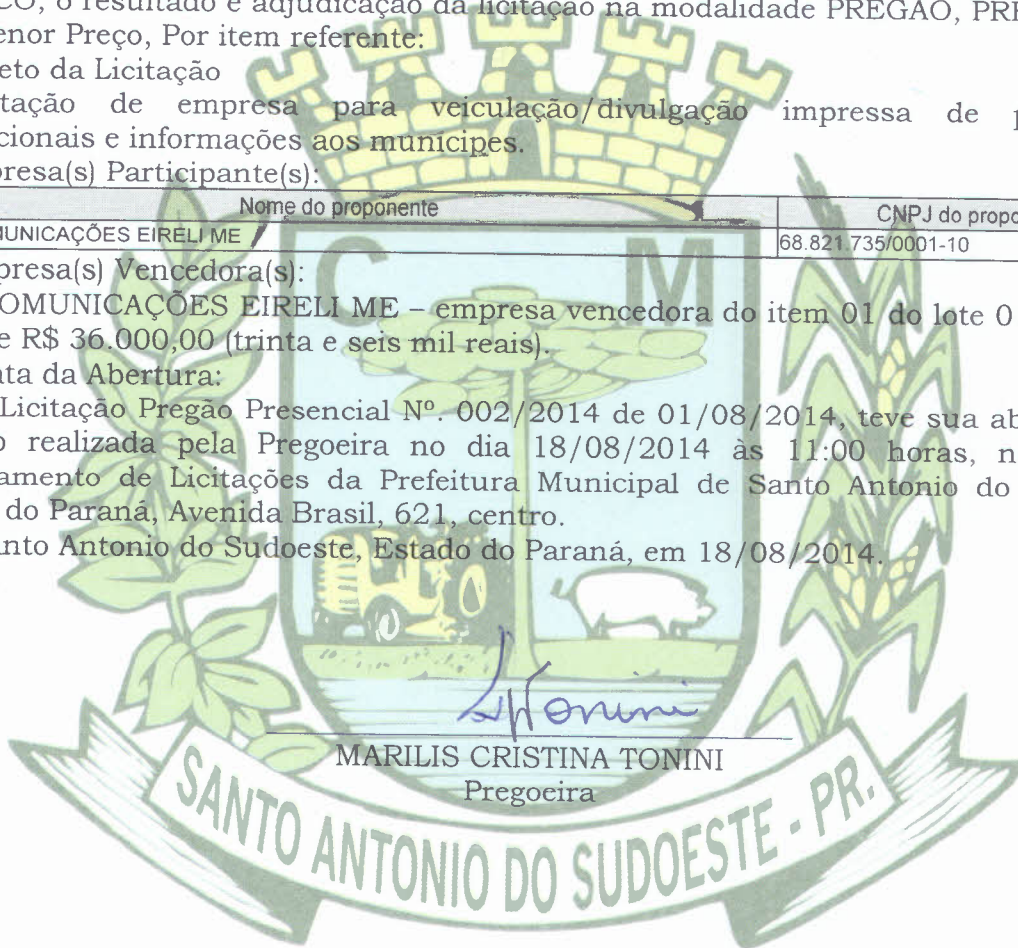 CO, o resultado e adjudicação da licitação na modalidade PREGÃO, PRE
enor Preço, Por item referente:
eto da Licitação
tação de empresa para veiculação/divulgação impressa de p
cionais e informações aos munícipes.
presa(s) Participante(s):
Nome do proponente CNPJ do propo
MUNICAÇÕES EIRELI ME 68.821.735/0001-10
presa(s) Vencedora(s):
OMUNICAÇÕES EIRELI ME – empresa vencedora do item 01 do lote 0
e R$ 36.000,00 (trinta e seis mil reais).
ata da Abertura:
Licitação Pregão Presencial Nº. 002/2014 de 01/08/2014, teve sua ab
o realizada pela Pregoeira no dia 18/08/2014 às 11:00 horas, n
amento de Licitações da Prefeitura Municipal de Santo Antonio do
do Paraná, Avenida Brasil, 621, centro.
anto Antonio do Sudoeste, Estado do Paraná, em 18/08/2014.
C M
MARILIS CRISTINA TONINI
Pregoeira
SANTO ANTONIO DO SUDOESTE - PR.